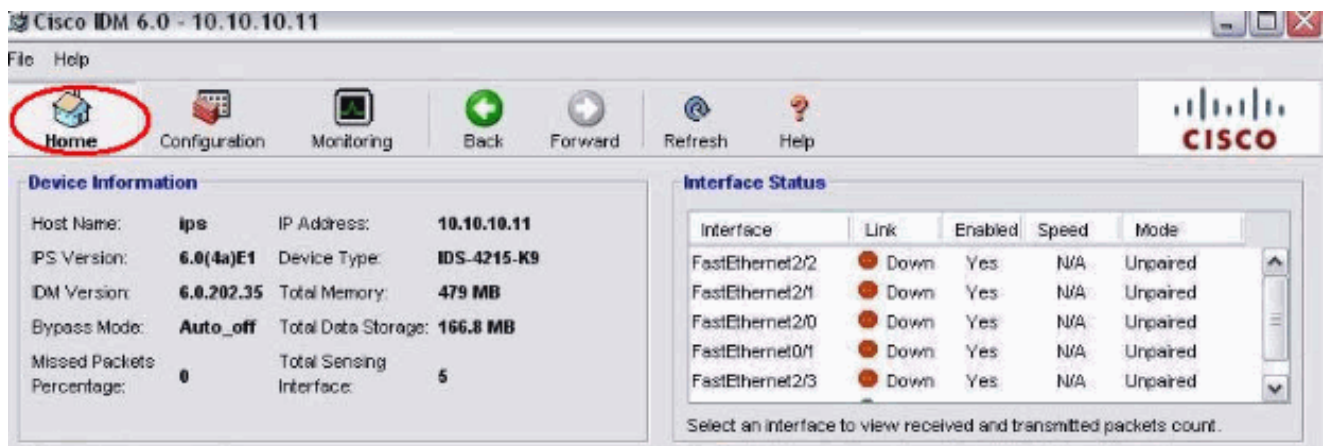 Cisco IDM 6.0 - 10.10.10.11
File Help
Home Configuration Monitoring Back Forward Refresh Help
CISCO
Device Information
Host Name: ips IP Address: 10.10.10.11
IPS Version: 6.0(4a)E1 Device Type: IDS-4215-K9
IDM Version: 6.0.202.35 Total Memory: 479 MB
Bypass Mode: Auto_off Total Data Storage: 166.8 MB
Missed Packets Percentage: 0 Total Sensing Interface: 5
Interface Status
Interface Link Enabled Speed Mode
FastEthernet2/2 Down Yes N/A Unpaired
FastEthernet2/1 Down Yes N/A Unpaired
FastEthernet2/0 Down Yes N/A Unpaired
FastEthernet0/1 Down Yes N/A Unpaired
FastEthernet2/3 Down Yes N/A Unpaired
Select an interface to view received and transmitted packets count.